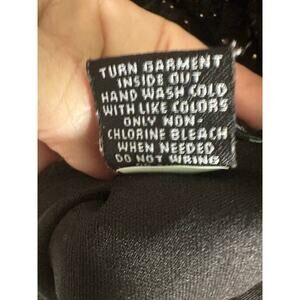 TURN GARMENT
INSIDE OUT
HAND WASH COLD
WITH LIKE COLORS
ONLY NON-
CHLORINE BLEACH
WHEN NEEDED
DO NOT WRING